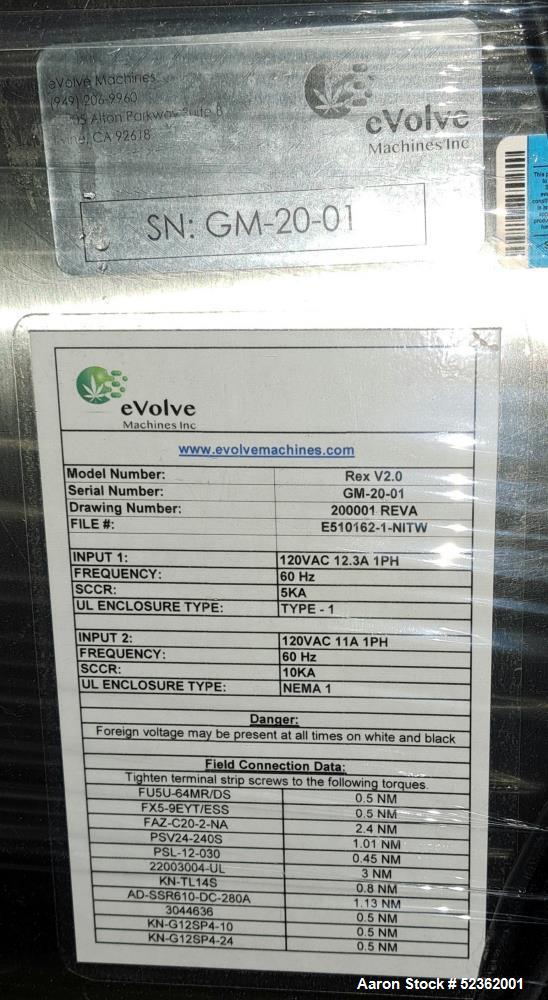 eVolve Machines
(949) 206-9960
Alton Parkway Suite B
CA 92618
eVolve
Machines Inc
SN: GM-20-01
eVolve
Machines Inc
www.evolvemachines.com
Model Number: Rex V2.0
Serial Number: GM-20-01
Drawing Number: 200001 REVA
FILE #: E510162-1-NITW
INPUT 1: 120VAC 12.3A 1PH
FREQUENCY: 60 Hz
SCCR: 5KA
UL ENCLOSURE TYPE: TYPE - 1
INPUT 2: 120VAC 11A 1PH
FREQUENCY: 60 Hz
SCCR: 10KA
UL ENCLOSURE TYPE: NEMA 1
Danger:
Foreign voltage may be present at all times on white and black
Field Connection Data:
Tighten terminal strip screws to the following torques.
FU5U-64MR/DS 0.5 NM
FX5-9EYT/ESS 0.5 NM
FAZ-C20-2-NA 2.4 NM
PSV24-240S 1.01 NM
PSL-12-030 0.45 NM
22003004-UL 3 NM
KN-TL14S 0.8 NM
AD-SSR610-DC-280A 1.13 NM
3044636 0.5 NM
KN-G12SP4-10 0.5 NM
KN-G12SP4-24 0.5 NM
Aaron Stock # 52362001